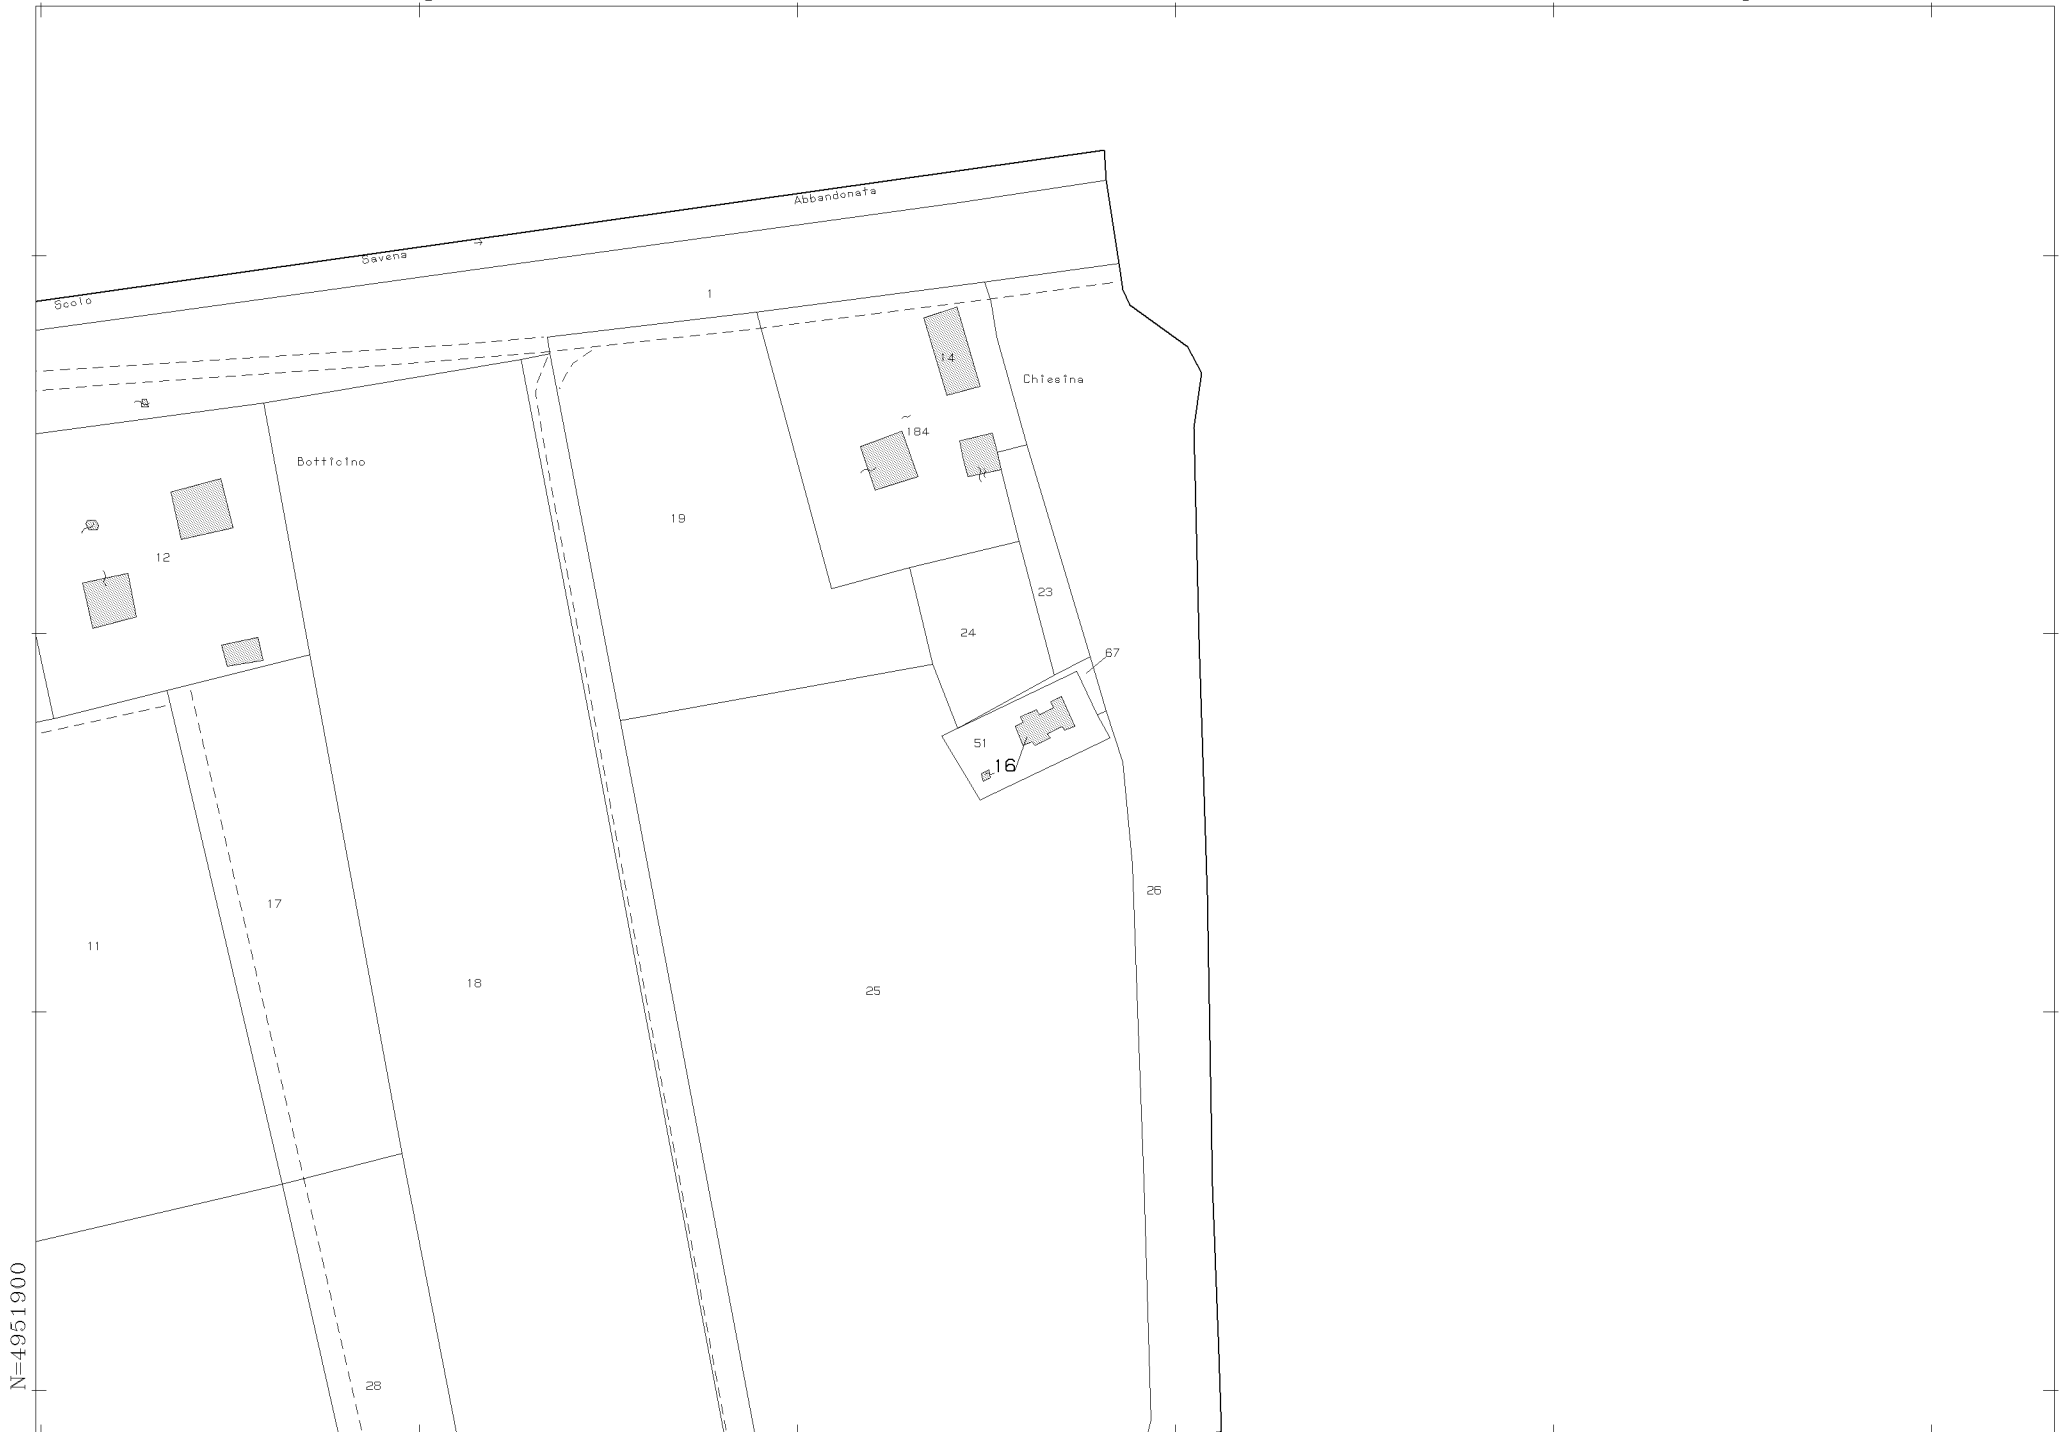 Abbandonata
Savena
Scolo
1
14
Chiesina
184
Botticino
19
12
23
24
67
51
16
26
17
11
18
25
N=4951900
28